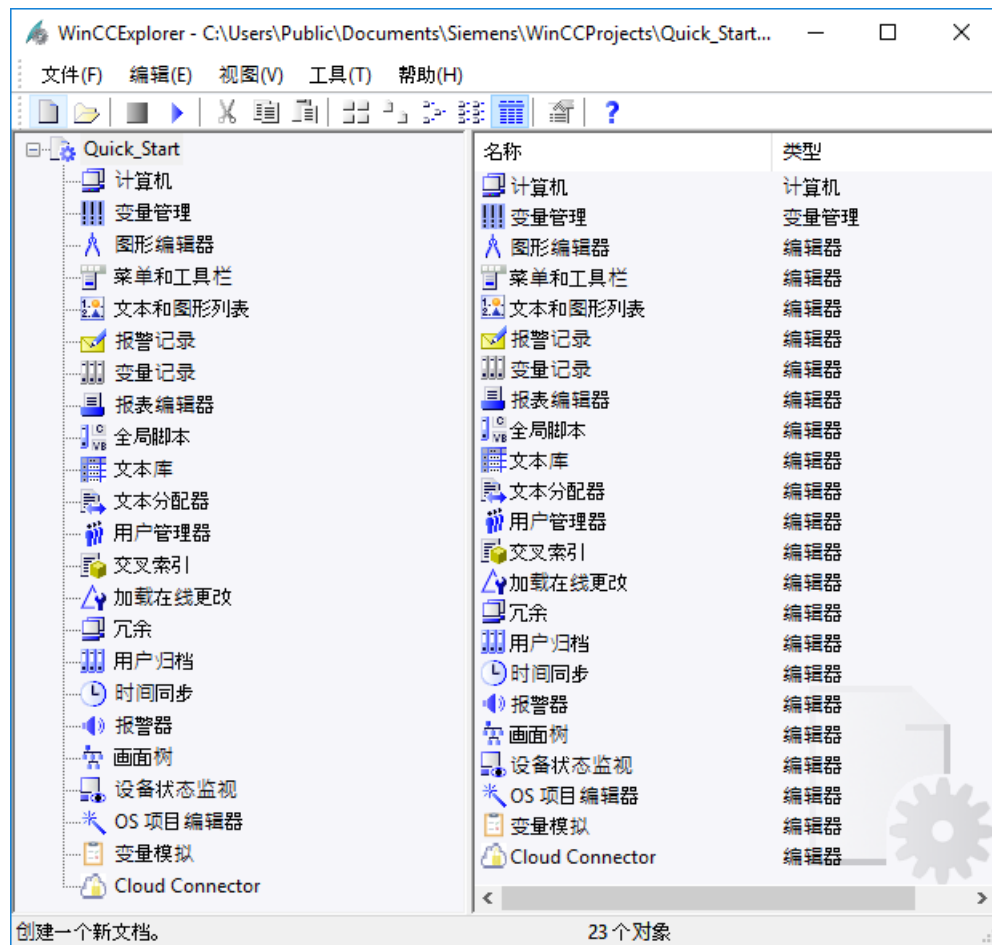 WinCCExplorer - C:\Users\Public\Documents\Siemens\WinCCProjects\Quick_Start...
文件(F) 编辑(E) 视图(V) 工具(T) 帮助(H)
Quick_Start
计算机
变量管理
图形编辑器
菜单和工具栏
文本和图形列表
报警记录
变量记录
报表编辑器
全局脚本
文本库
文本分配器
用户管理器
交叉索引
加载在线更改
冗余
用户归档
时间同步
报警器
画面树
设备状态监视
OS 项目编辑器
变量模拟
Cloud Connector
名称 类型
计算机 计算机
变量管理 变量管理
图形编辑器 编辑器
菜单和工具栏 编辑器
文本和图形列表 编辑器
报警记录 编辑器
变量记录 编辑器
报表编辑器 编辑器
全局脚本 编辑器
文本库 编辑器
文本分配器 编辑器
用户管理器 编辑器
交叉索引 编辑器
加载在线更改 编辑器
冗余 编辑器
用户归档 编辑器
时间同步 编辑器
报警器 编辑器
画面树 编辑器
设备状态监视 编辑器
OS 项目编辑器 编辑器
变量模拟 编辑器
Cloud Connector 编辑器
创建一个新文档。 23 个对象